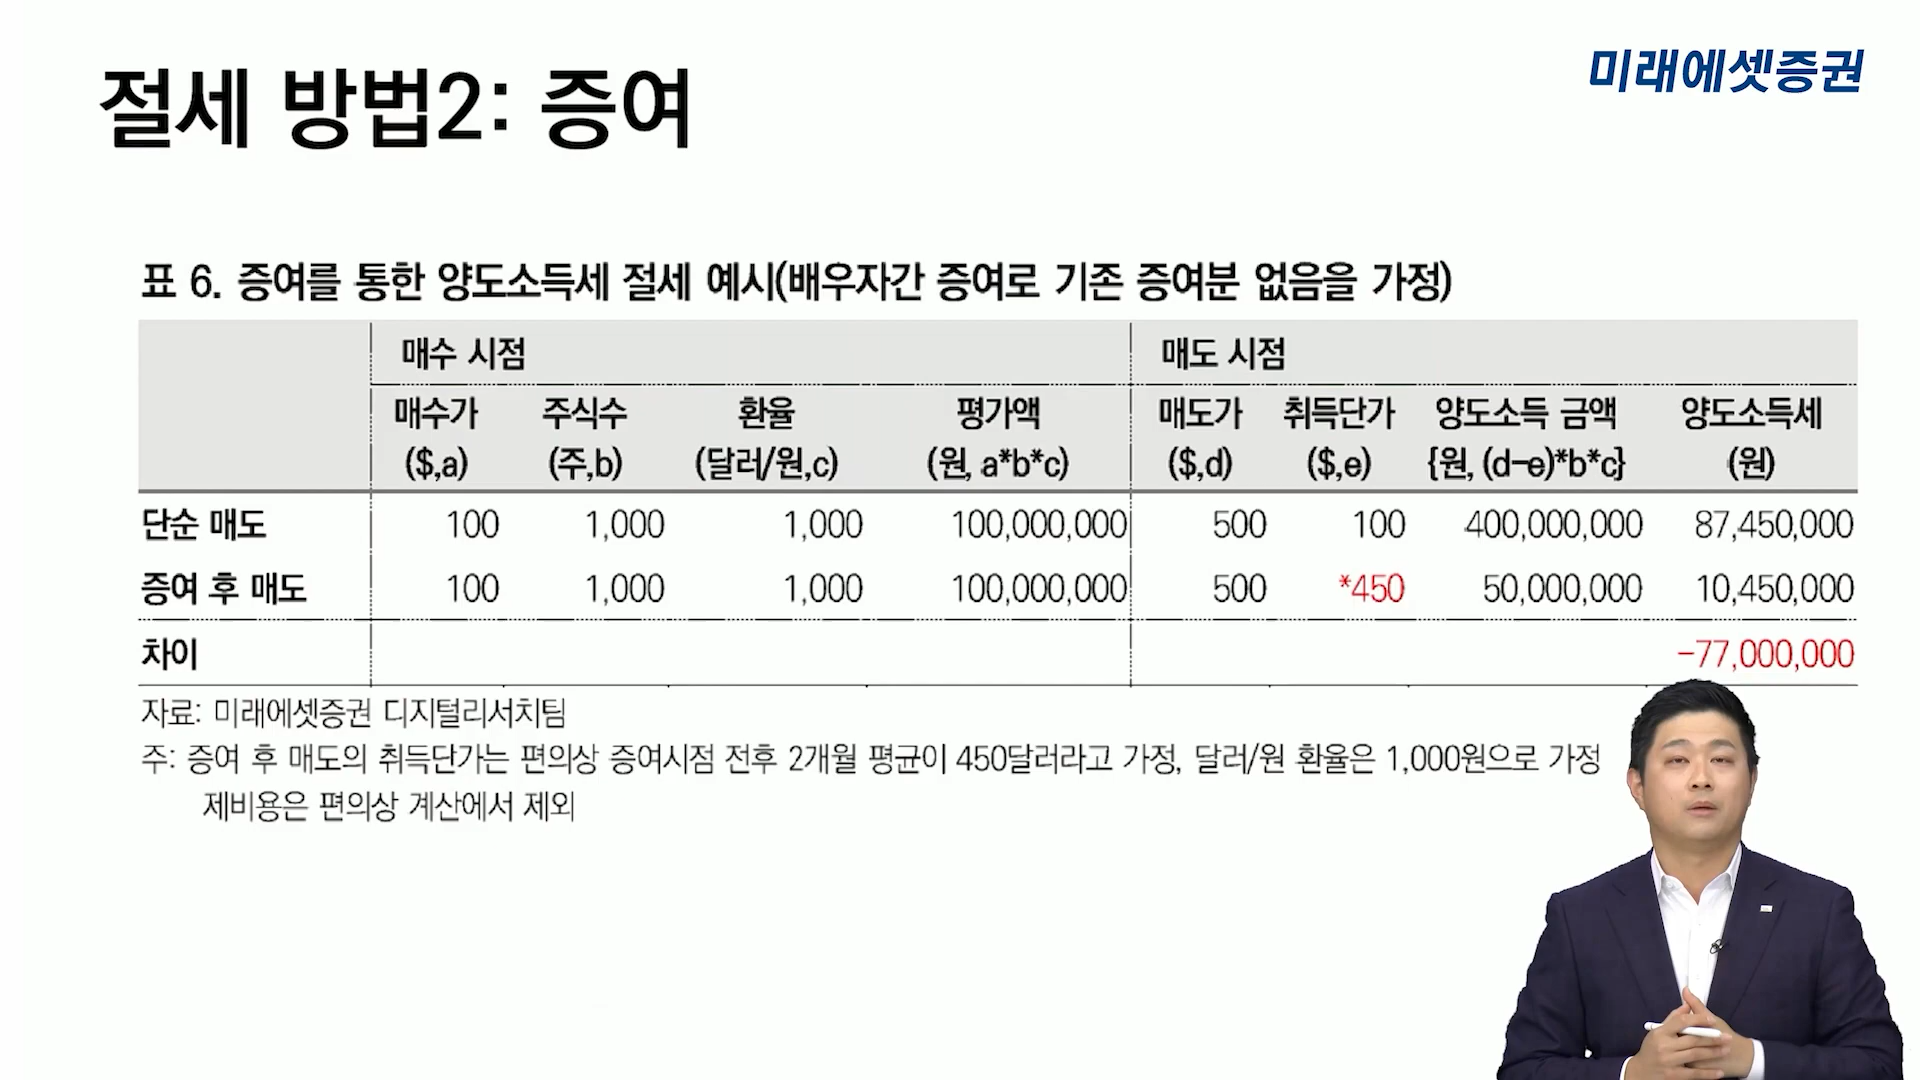 절세 방법2: 증여
미래에셋증권
표 6. 증여를 통한 양도소득세 절세 예시(배우자간 증여로 기존 증여분 없음을 가정)
매수 시점 매도 시점
매수가 주식수 환율 평가액 매도가 취득단가 양도소득 금액 양도소득세
($,a) (주,b) (달러/원,c) (원, a*b*c) ($,d) ($,e) {원, (d-e)*b*c} (원)
단순 매도 100 1,000 1,000 100,000,000 500 100 400,000,000 87,450,000
증여 후 매도 100 1,000 1,000 100,000,000 500 *450 50,000,000 10,450,000
차이 -77,000,000
자료: 미래에셋증권 디지털리서치팀
주: 증여 후 매도의 취득단가는 편의상 증여시점 전후 2개월 평균이 450달러라고 가정, 달러/원 환율은 1,000원으로 가정
제비용은 편의상 계산에서 제외